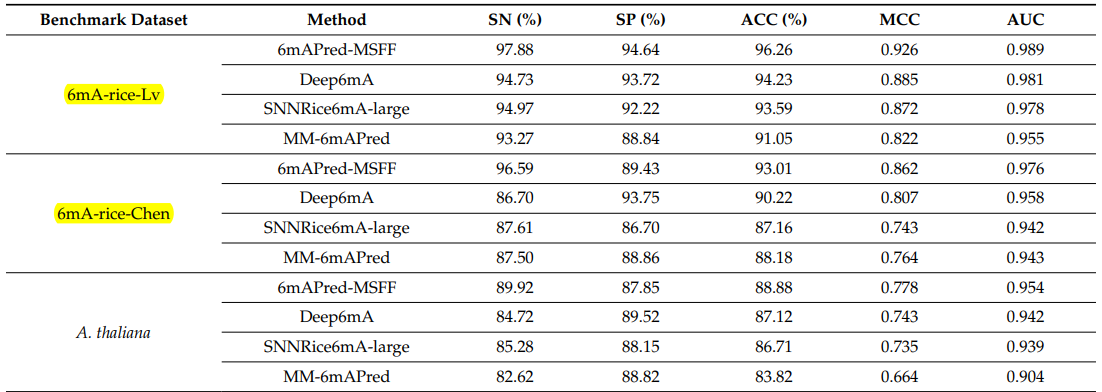 Benchmark Dataset Method SN (%) SP (%) ACC (%) MCC AUC
6mA-rice-Lv
6mAPred-MSFF 97.88 94.64 96.26 0.926 0.989
Deep6mA 94.73 93.72 94.23 0.885 0.981
SNNRice6mA-large 94.97 92.22 93.59 0.872 0.978
MM-6mAPred 93.27 88.84 91.05 0.822 0.955
6mA-rice-Chen
6mAPred-MSFF 96.59 89.43 93.01 0.862 0.976
Deep6mA 86.70 93.75 90.22 0.807 0.958
SNNRice6mA-large 87.61 86.70 87.16 0.743 0.942
MM-6mAPred 87.50 88.86 88.18 0.764 0.943
A. thaliana
6mAPred-MSFF 89.92 87.85 88.88 0.778 0.954
Deep6mA 84.72 89.52 87.12 0.743 0.942
SNNRice6mA-large 85.28 88.15 86.71 0.735 0.939
MM-6mAPred 82.62 88.82 83.82 0.664 0.904